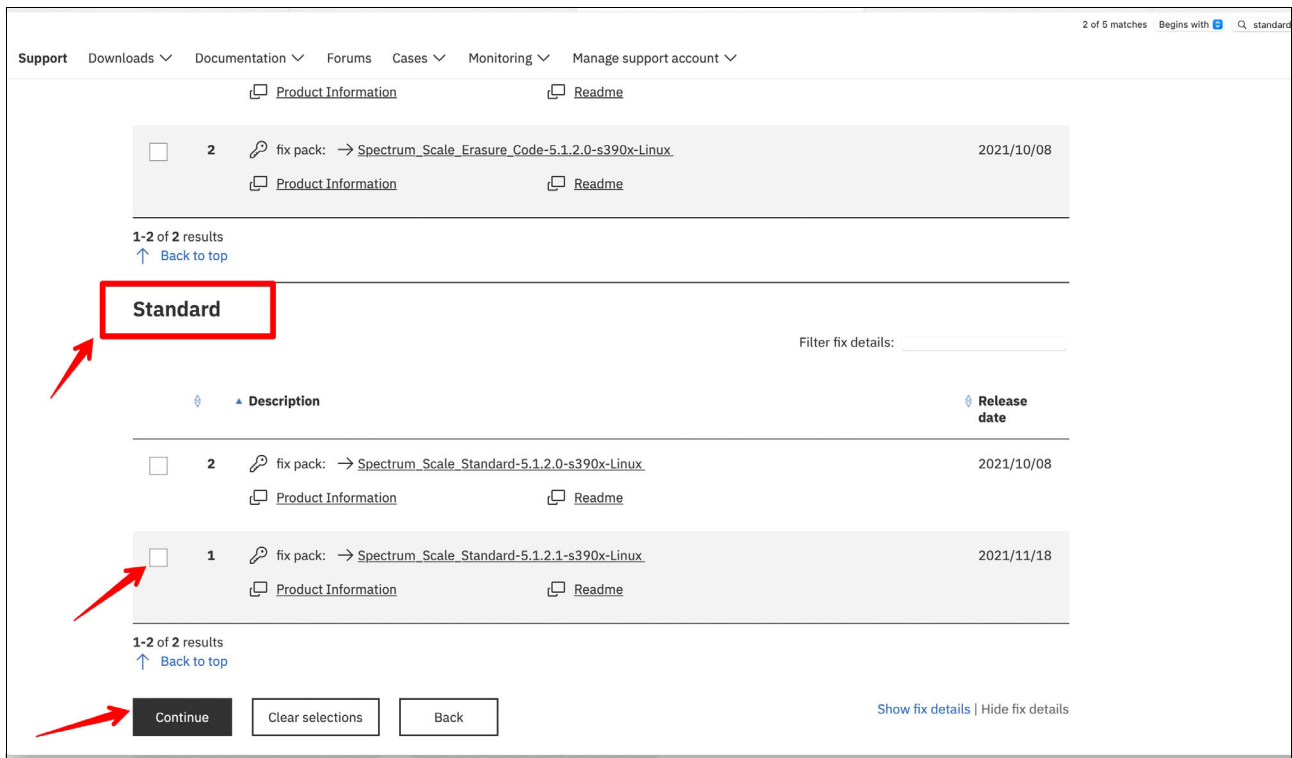 2 of 5 matches Begins with standard
Support Downloads Documentation Forums Cases Monitoring Manage support account
Product Information Readme
2 fix pack: Spectrum_Scale_Erasure_Code-5.1.2.0-s390x-Linux 2021/10/08
Product Information Readme
1-2 of 2 results
Back to top
Standard
Filter fix details:
Description Release date
2 fix pack: Spectrum_Scale_Standard-5.1.2.0-s390x-Linux 2021/10/08
Product Information Readme
1 fix pack: Spectrum_Scale_Standard-5.1.2.1-s390x-Linux 2021/11/18
Product Information Readme
1-2 of 2 results
Back to top
Continue Clear selections Back Show fix details | Hide fix details